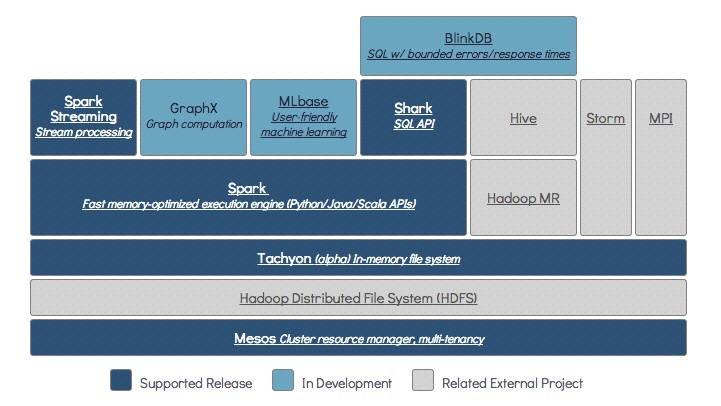 BlinkDB
SQL w/ bounded errors/response times
Spark
Streaming
Stream processing
GraphX
Graph computation
MLbase
User-friendly
machine learning
Shark
SQL API
Hive
Storm
MPI
Spark
Fast memory-optimized execution engine (Python/Java/Scala APIs)
Hadoop MR
Tachyon (alpha) In-memory file system
Hadoop Distributed File System (HDFS)
Mesos Cluster resource manager, multi-tenancy
Supported Release
In Development
Related External Project